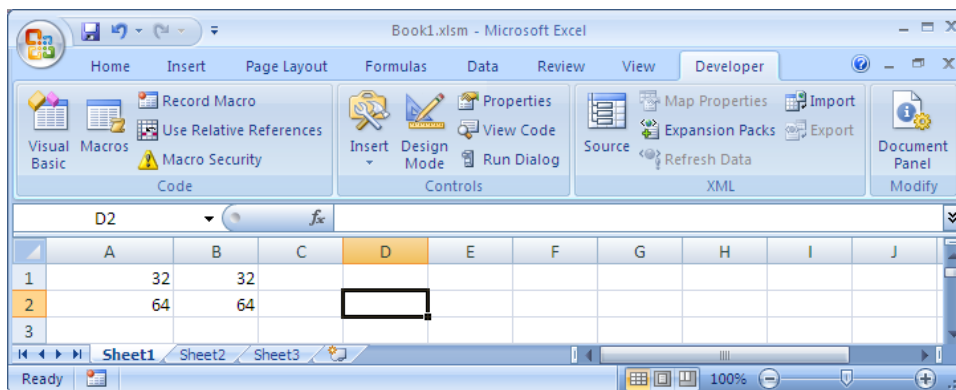 Book1.xlsm - Microsoft Excel
Home Insert Page Layout Formulas Data Review View Developer
Visual Basic
Macros
Record Macro
Use Relative References
Macro Security
Code
Insert
Design Mode
Properties
View Code
Run Dialog
Controls
Source
Map Properties
Expansion Packs
Refresh Data
Import
Export
XML
Document Panel
Modify
D2 fx
A B C D E F G H I J
1 32 32
2 64 64
3
Sheet1 Sheet2 Sheet3
Ready 100%